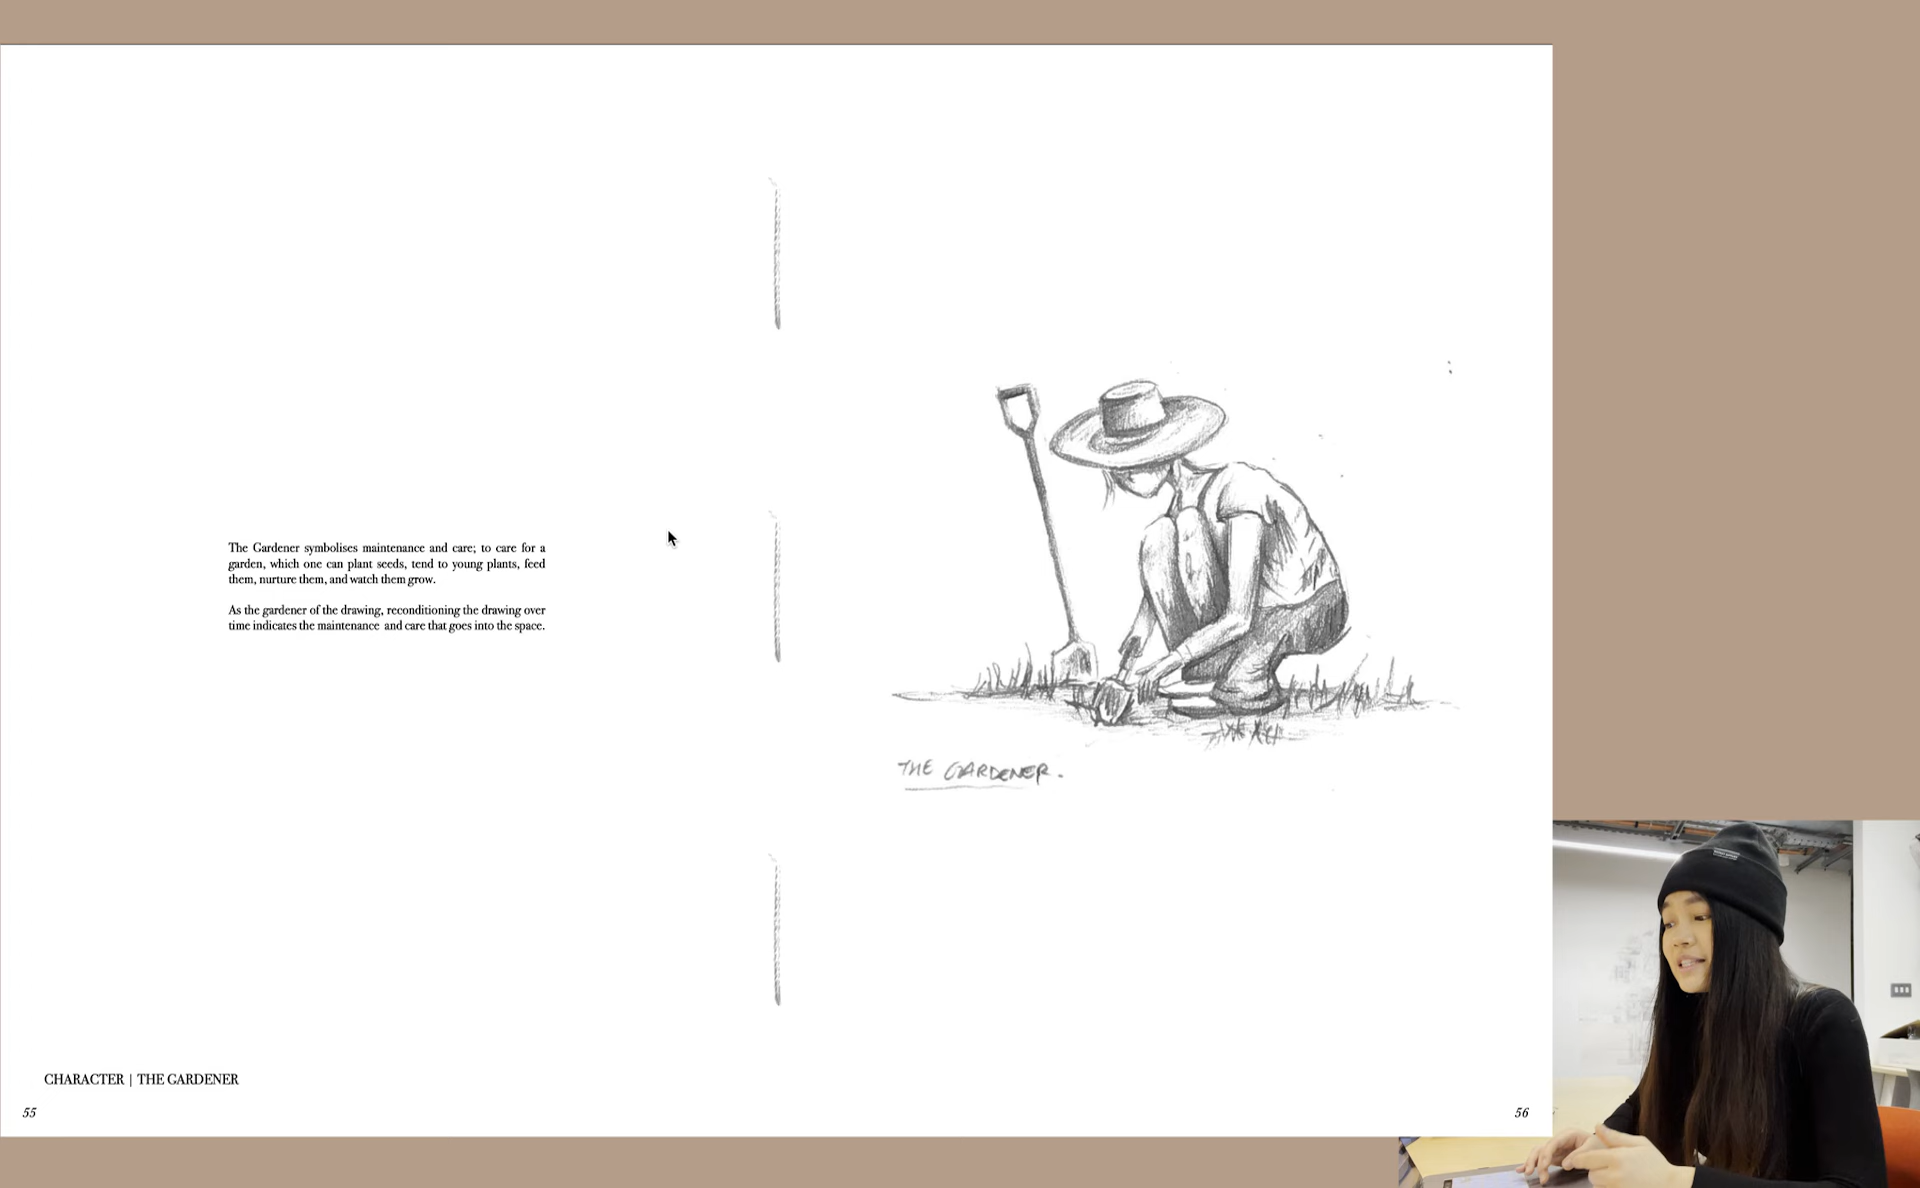 The Gardener symbolises maintenance and care; to care for a
garden, which one can plant seeds, tend to young plants, feed
them, nurture them, and watch them grow.
As the gardener of the drawing, reconditioning the drawing over
time indicates the maintenance and care that goes into the space.
THE GARDENER.
CHARACTER | THE GARDENER
55
56